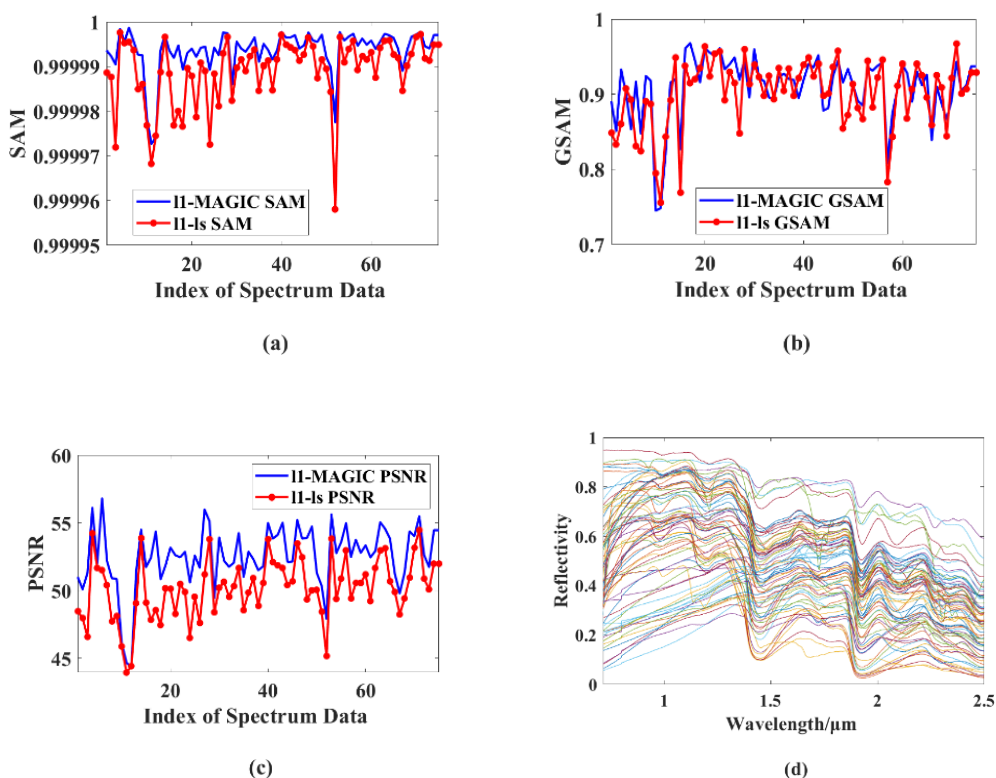 1
0.99999
0.99998
0.99997
0.99996
0.99995
SAM
l1-MAGIC SAM
l1-ls SAM
20
40
60
Index of Spectrum Data
(a)
1
0.9
0.8
0.7
GSAM
l1-MAGIC GSAM
l1-ls GSAM
20
40
60
Index of Spectrum Data
(b)
60
55
50
45
PSNR
l1-MAGIC PSNR
l1-ls PSNR
20
40
60
Index of Spectrum Data
(c)
1
0.8
0.6
0.4
0.2
0
Reflectivity
1
1.5
2
2.5
Wavelength/μm
(d)